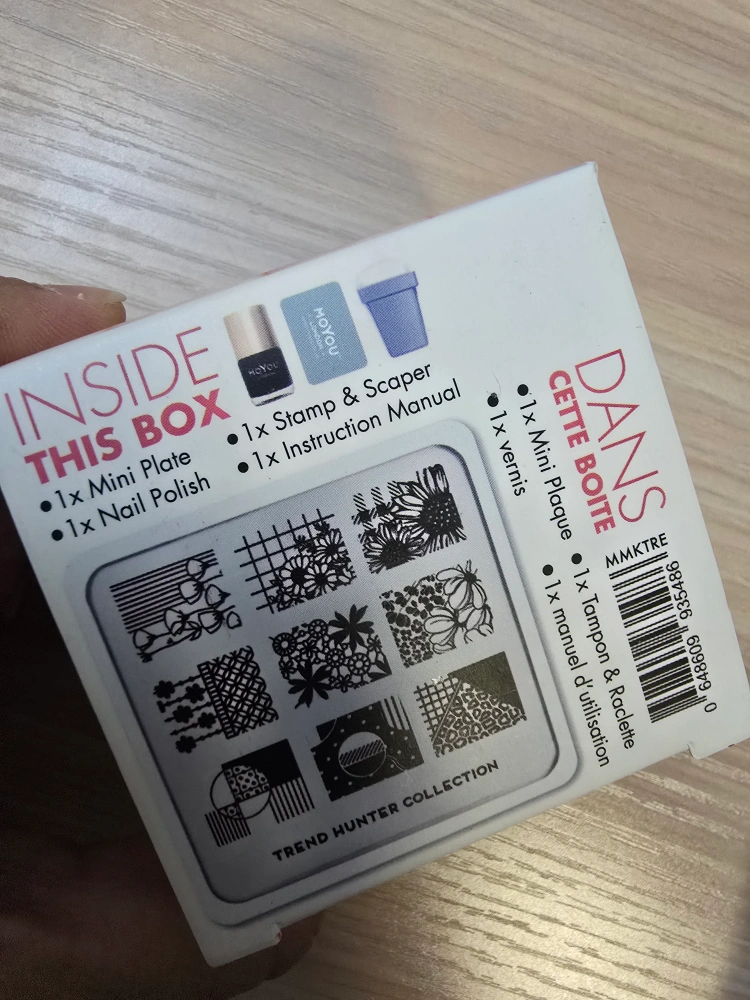 INSIDE
THIS BOX
• 1x Mini Plate
• 1x Nail Polish
• 1x Stamp & Scaper
• 1x Instruction Manual
MOYOU
MOYOU
LONDON
TREND HUNTER COLLECTION
DANS
CETTE BOITE
• 1x Mini Plaque
• 1x vernis
• 1x Tampon & Raclette
• 1x manuel d'utilisation
MMKTRE
0 648609 935486